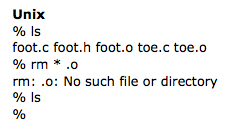 Unix
% ls
foot.c foot.h foot.o toe.c toe.o
% rm * .o
rm: .o: No such file or directory
% ls
%